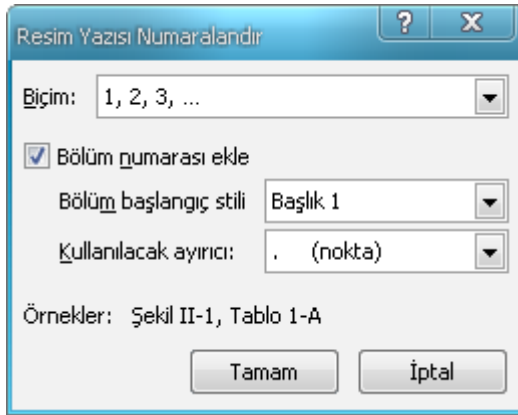 Resim Yazısı Numaralandır
Biçim: 1, 2, 3, ...
Bölüm numarası ekle
Bölüm başlangıç stili Başlık 1
Kullanılacak ayırıcı: . (nokta)
Örnekler: Şekil II-1, Tablo 1-A
Tamam İptal